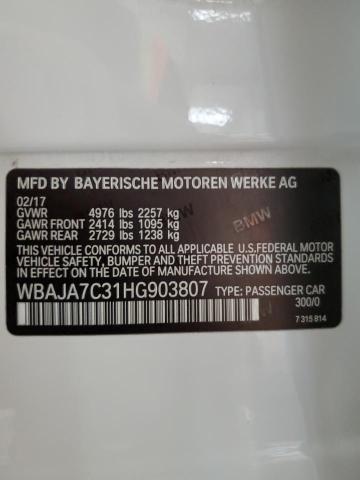 MFD BY BAYERISCHE MOTOREN WERKE AG
02/17
GVWR 4976 lbs 2257 kg
GAWR FRONT 2414 lbs 1095 kg
GAWR REAR 2729 lbs 1238 kg
BMW
THIS VEHICLE CONFORMS TO ALL APPLICABLE U.S.FEDERAL MOTOR
VEHICLE SAFETY, BUMPER AND THEFT PREVENTION STANDARDS
IN EFFECT ON THE DATE OF MANUFACTURE SHOWN ABOVE.
WBAJA7C31HG903807 TYPE: PASSENGER CAR
300/0
7 315 814